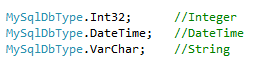 MySqlDbType.Int32; //Integer
MySqlDbType.DateTime; //DateTime
MySqlDbType.VarChar; //String